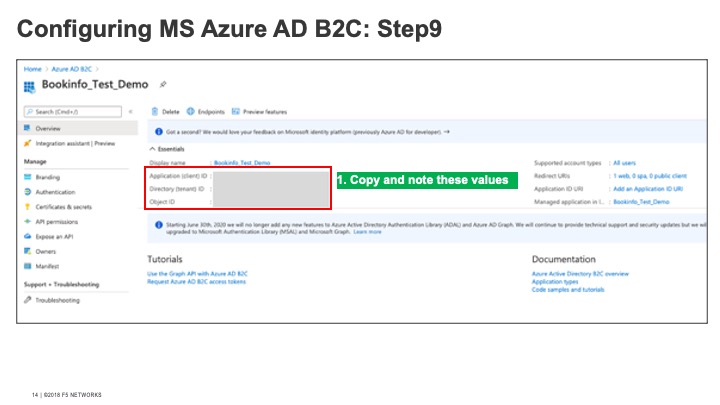 Configuring MS Azure AD B2C: Step9
Home > Azure AD B2C >
Bookinfo_Test_Demo
Search (Cmd+/)
«
Delete
Endpoints
Preview features
Overview
Integration assistant | Preview
Manage
Branding
Authentication
Certificates & secrets
API permissions
Expose an API
Owners
Manifest
Support + Troubleshooting
Troubleshooting
Got a second? We would love your feedback on Microsoft identity platform (previously Azure AD for developer). →
Essentials
Display name : Bookinfo_Test_Demo
Application (client) ID :
Directory (tenant) ID :
Object ID :
1. Copy and note these values
Supported account types : All users
Redirect URIs : 1 web, 0 spa, 0 public client
Application ID URI : Add an Application ID URI
Managed application in l... : Bookinfo_Test_Demo
Starting June 30th, 2020 we will no longer add any new features to Azure Active Directory Authentication Library (ADAL) and Azure AD Graph. We will continue to provide technical support and security updates but we wi
upgraded to Microsoft Authentication Library (MSAL) and Microsoft Graph. Learn more
Tutorials
Use the Graph API with Azure AD B2C
Request Azure AD B2C access tokens
Documentation
Azure Active Directory B2C overview
Application types
Code samples and tutorials
14 | ©2018 F5 NETWORKS